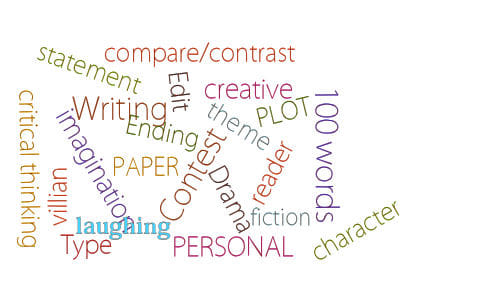 compare/contrast
statement
Edit
creative
Writing
PLOT
theme
100 words
critical thinking
imagination
Ending
Contest
reader
PAPER
villian
Drama
fiction
character
laughing
Type
PERSONAL